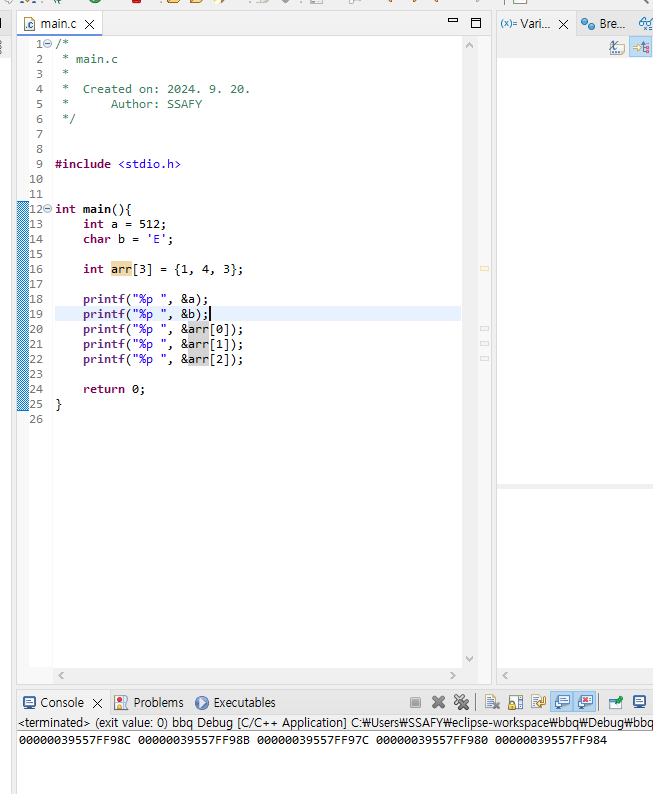 main.c
(x)= Vari...
Bre...
1 /*
2  * main.c
3  *
4  *  Created on: 2024. 9. 20.
5  *      Author: SSAFY
6  */
7
8
9 #include <stdio.h>
10
11
12 int main(){
13     int a = 512;
14     char b = 'E';
15
16     int arr[3] = {1, 4, 3};
17
18     printf("%p ", &a);
19     printf("%p ", &b);
20     printf("%p ", &arr[0]);
21     printf("%p ", &arr[1]);
22     printf("%p ", &arr[2]);
23
24     return 0;
25 }
26
Console
Problems
Executables
<terminated> (exit value: 0) bbq Debug [C/C++ Application] C:₩Users₩SSAFY₩eclipse-workspace₩bbq₩Debug₩bbq
00000039557FF98C 00000039557FF98B 00000039557FF97C 00000039557FF980 00000039557FF984